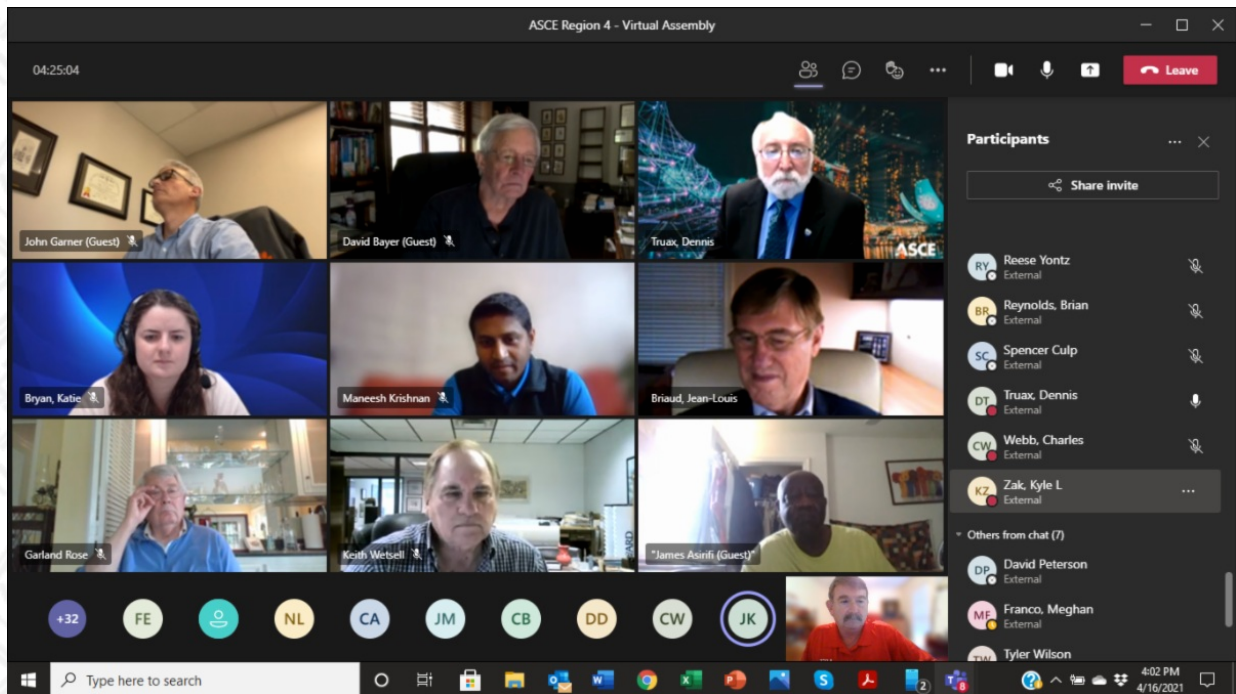 ASCE Region 4 - Virtual Assembly
04:25:04
Leave
John Garner (Guest)
David Bayer (Guest)
Truax, Dennis
ASCE
Bryan, Katie
Maneesh Krishnan
Briaud, Jean-Louis
Garland Rose
Keith Wetsell
"James Asirifi (Guest)"
+32
FE
NL
CA
JM
CB
DD
CW
JK
Participants
Share invite
RY
Reese Yontz
External
BR
Reynolds, Brian
External
SC
Spencer Culp
External
DT
Truax, Dennis
External
CW
Webb, Charles
External
KZ
Zak, Kyle L
External
Others from chat (7)
DP
David Peterson
External
MF
Franco, Meghan
External
TW
Tyler Wilson
Type here to search
2
8
4:02 PM
4/16/2021